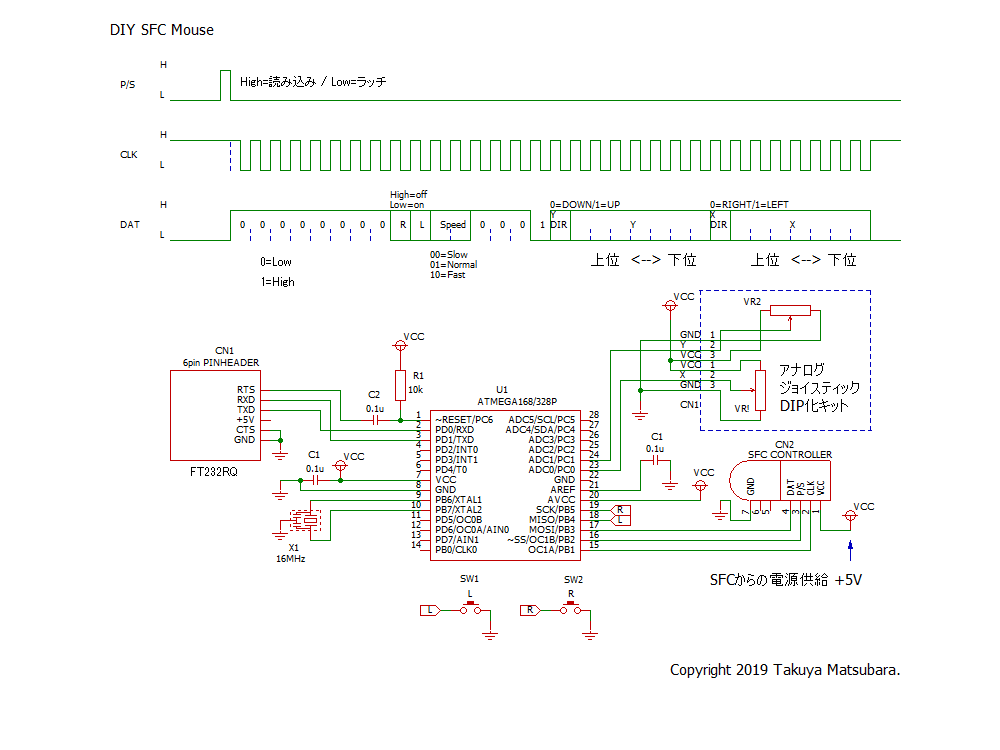 DIY SFC Mouse
H
P/S
L
High=読み込み / Low=ラッチ
H
CLK
L
High=off
Low=on
0=DOWN/1=UP
0=RIGHT/1=LEFT
H
DAT
L
0 0 0 0 0 0 0 0 R L Speed 0 0 0 1 Y DIR Y X DIR X
00=Slow
01=Normal
10=Fast
上位 <--> 下位
上位 <--> 下位
0=Low
1=High
VCC
VR2
GND 1
Y 2
VCC 3
VCC 1
X 2
GND 3
CN1
VR!
アナログ
ジョイスティック
DIP化キット
CN1
6pin PINHEADER
RTS
RXD
TXD
+5V
CTS
GND
FT232RQ
VCC
R1
10k
C2
0.1u
C1
0.1u
VCC
X1
16MHz
U1
ATMEGA168/328P
1 ~RESET/PC6
2 PD0/RXD
3 PD1/TXD
4 PD2/INT0
5 PD3/INT1
6 PD4/T0
7 VCC
8 GND
9 PB6/XTAL1
10 PB7/XTAL2
11 PD5/OC0B
12 PD6/OC0A/AIN0
13 PD7/AIN1
14 PB0/CLK0
ADC5/SCL/PC5 28
ADC4/SDA/PC4 27
ADC3/PC3 26
ADC2/PC2 25
ADC1/PC1 24
ADC0/PC0 23
GND 22
AREF 21
AVCC 20
SCK/PB5 19 R
MISO/PB4 18 L
MOSI/PB3 17
~SS/OC1B/PB2 16
OC1A/PB1 15
C1
0.1u
VCC
CN2
SFC CONTROLLER
GND DAT P/S CLK VCC
7 6 5 4 3 2 1
VCC
SFCからの電源供給 +5V
SW1
L
L
SW2
R
R
Copyright 2019 Takuya Matsubara.